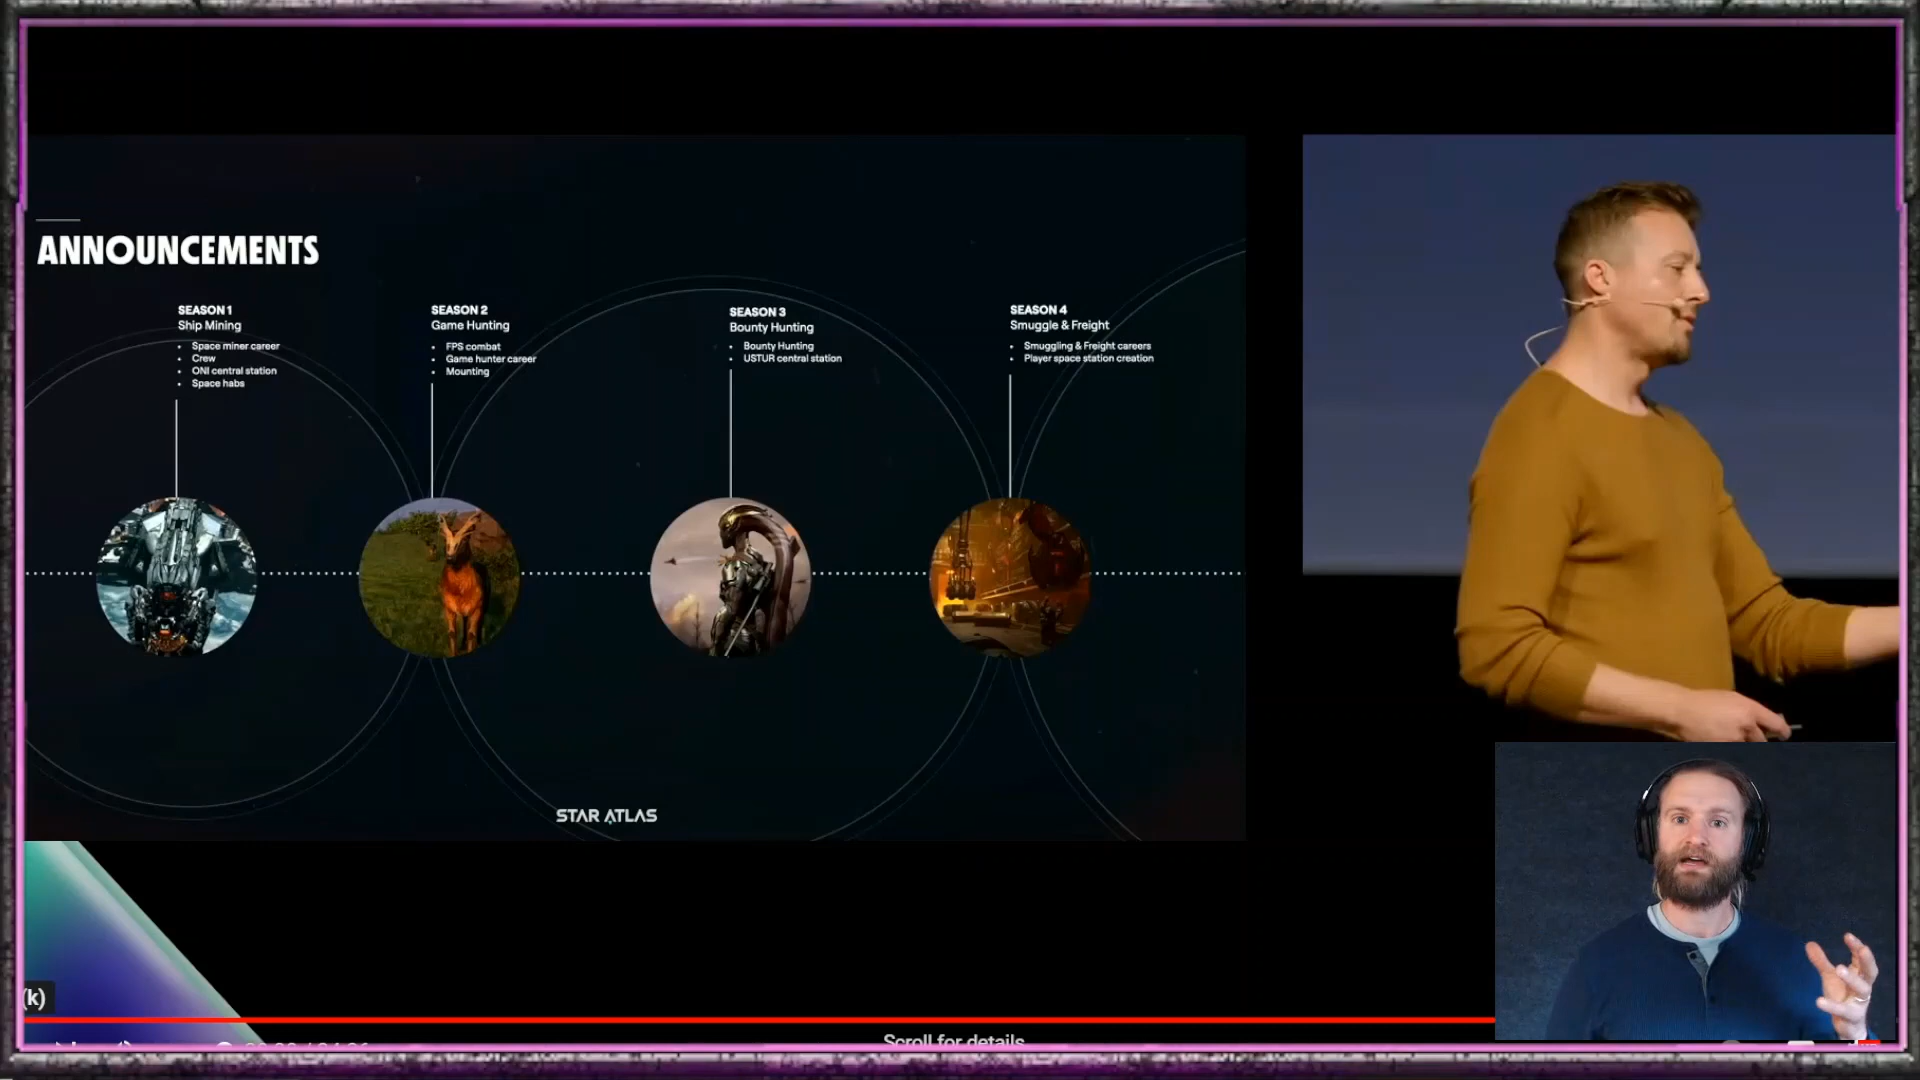 ANNOUNCEMENTS
SEASON 1
Ship Mining
• Space miner career
• Crew
• ONI central station
• Space habs
SEASON 2
Game Hunting
• FPS combat
• Game hunter career
• Mounting
SEASON 3
Bounty Hunting
• Bounty Hunting
• USTUR central station
SEASON 4
Smuggle & Freight
• Smuggling & Freight careers
• Player space station creation
STAR ATLAS
(k)
Scroll for details